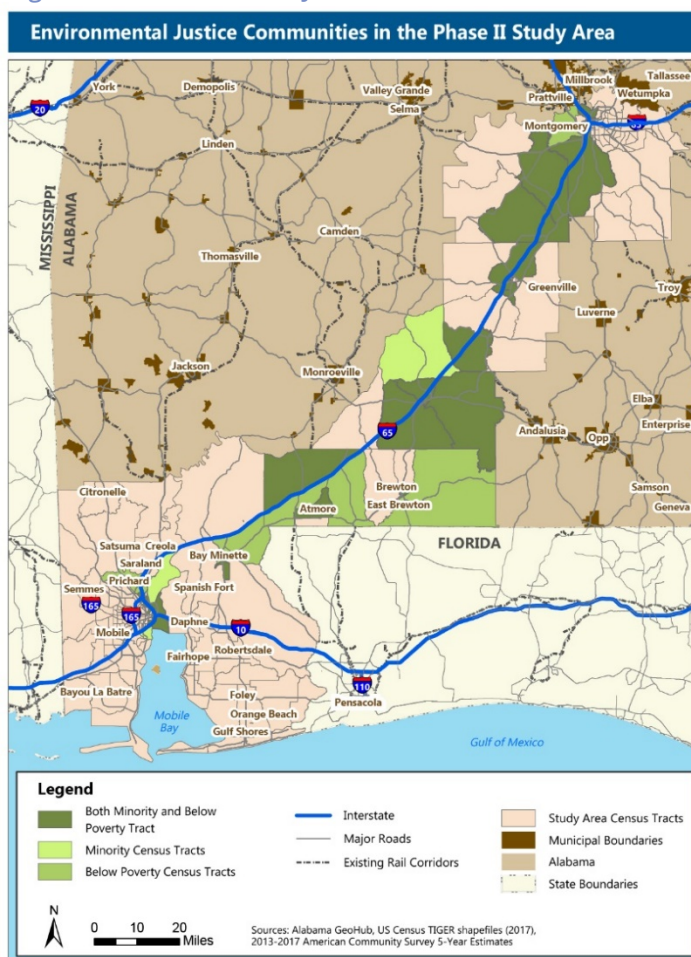 Environmental Justice Communities in the Phase II Study Area
York
Demopolis
Valley Grande
Selma
Millbrook
Tallassee
Prattville
Wetumpka
20
Montgomery
Linden
MISSISSIPPI
ALABAMA
Camden
Thomasville
Greenville
Troy
Luverne
Jackson
Monroeville
Elba
65
Andalusia
Opp
Enterprise
Citronelle
Brewton
East Brewton
Samson
Geneva
Atmore
Satsuma
Creola
Saraland
Bay Minette
FLORIDA
Prichard
Semmes
Spanish Fort
165
165
Mobile
Daphne
10
Fairhope
Robertsdale
Bayou La Batre
Foley
110
Pensacola
Orange Beach
Mobile
Bay
Gulf Shores
Gulf of Mexico
Legend
Both Minority and Below
Poverty Tract
Minority Census Tracts
Below Poverty Census Tracts
Interstate
Major Roads
Existing Rail Corridors
Study Area Census Tracts
Municipal Boundaries
Alabama
State Boundaries
N
0 10 20
Miles
Sources: Alabama GeoHub, US Census TIGER shapefiles (2017),
2013-2017 American Community Survey 5-Year Estimates